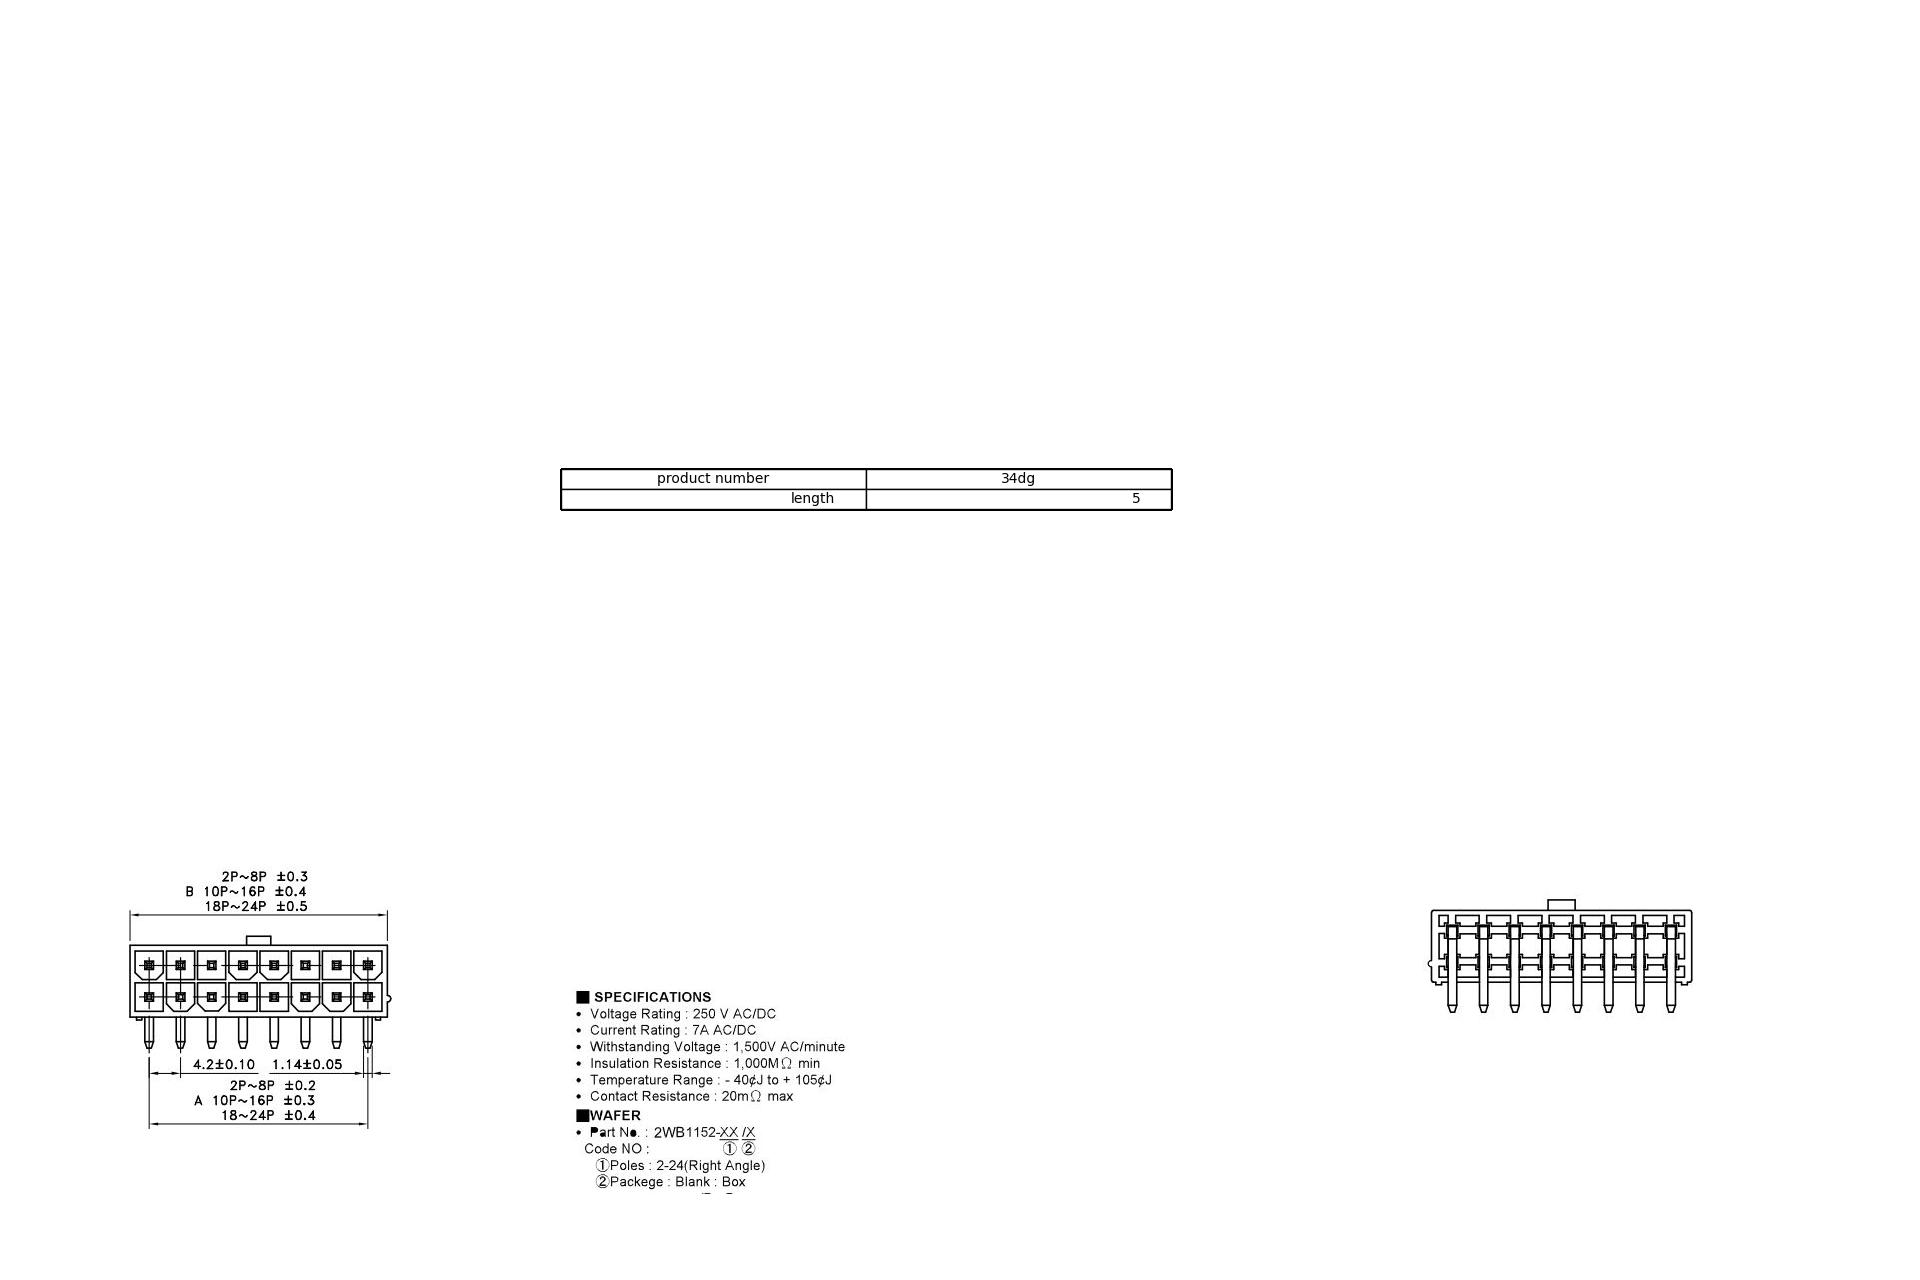 product number 34dg
length 5
2P~8P ±0.3
B 10P~16P ±0.4
18P~24P ±0.5
4.2±0.10 1.14±0.05
2P~8P ±0.2
A 10P~16P ±0.3
18~24P ±0.4
■ SPECIFICATIONS
• Voltage Rating : 250 V AC/DC
• Current Rating : 7A AC/DC
• Withstanding Voltage : 1,500V AC/minute
• Insulation Resistance : 1,000MΩ min
• Temperature Range : - 40¢J to + 105¢J
• Contact Resistance : 20mΩ max
■WAFER
• Part No. : 2WB1152-XX /X
Code NO : ① ②
①Poles : 2-24(Right Angle)
②Packege : Blank : Box